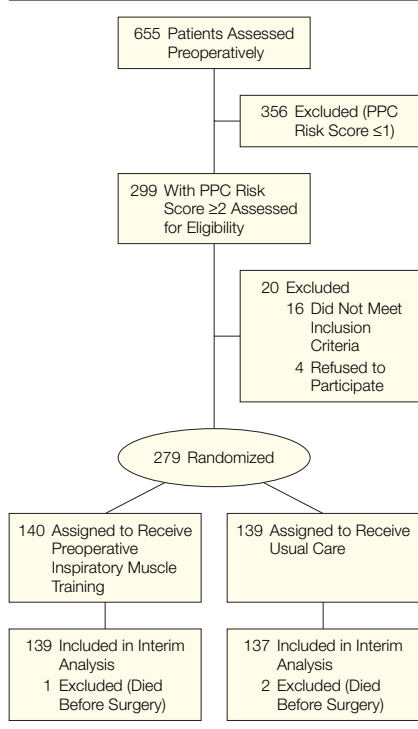 655 Patients Assessed
Preoperatively
356 Excluded (PPC
Risk Score ≤1)
299 With PPC Risk
Score ≥2 Assessed
for Eligibility
20 Excluded
16 Did Not Meet
Inclusion
Criteria
4 Refused to
Participate
279 Randomized
140 Assigned to Receive
Preoperative
Inspiratory Muscle
Training
139 Assigned to Receive
Usual Care
139 Included in Interim
Analysis
1 Excluded (Died
Before Surgery)
137 Included in Interim
Analysis
2 Excluded (Died
Before Surgery)